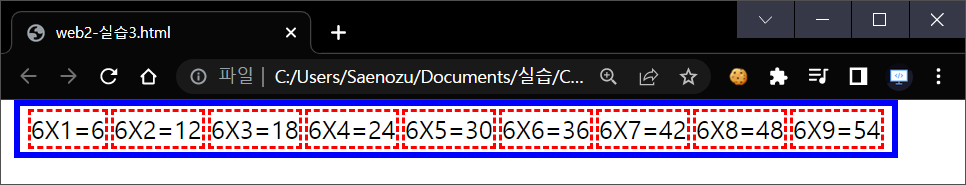 web2-실습3.html
파일 | C:/Users/Saenozu/Documents/실습/C...
6X1=6 6X2=12 6X3=18 6X4=24 6X5=30 6X6=36 6X7=42 6X8=48 6X9=54